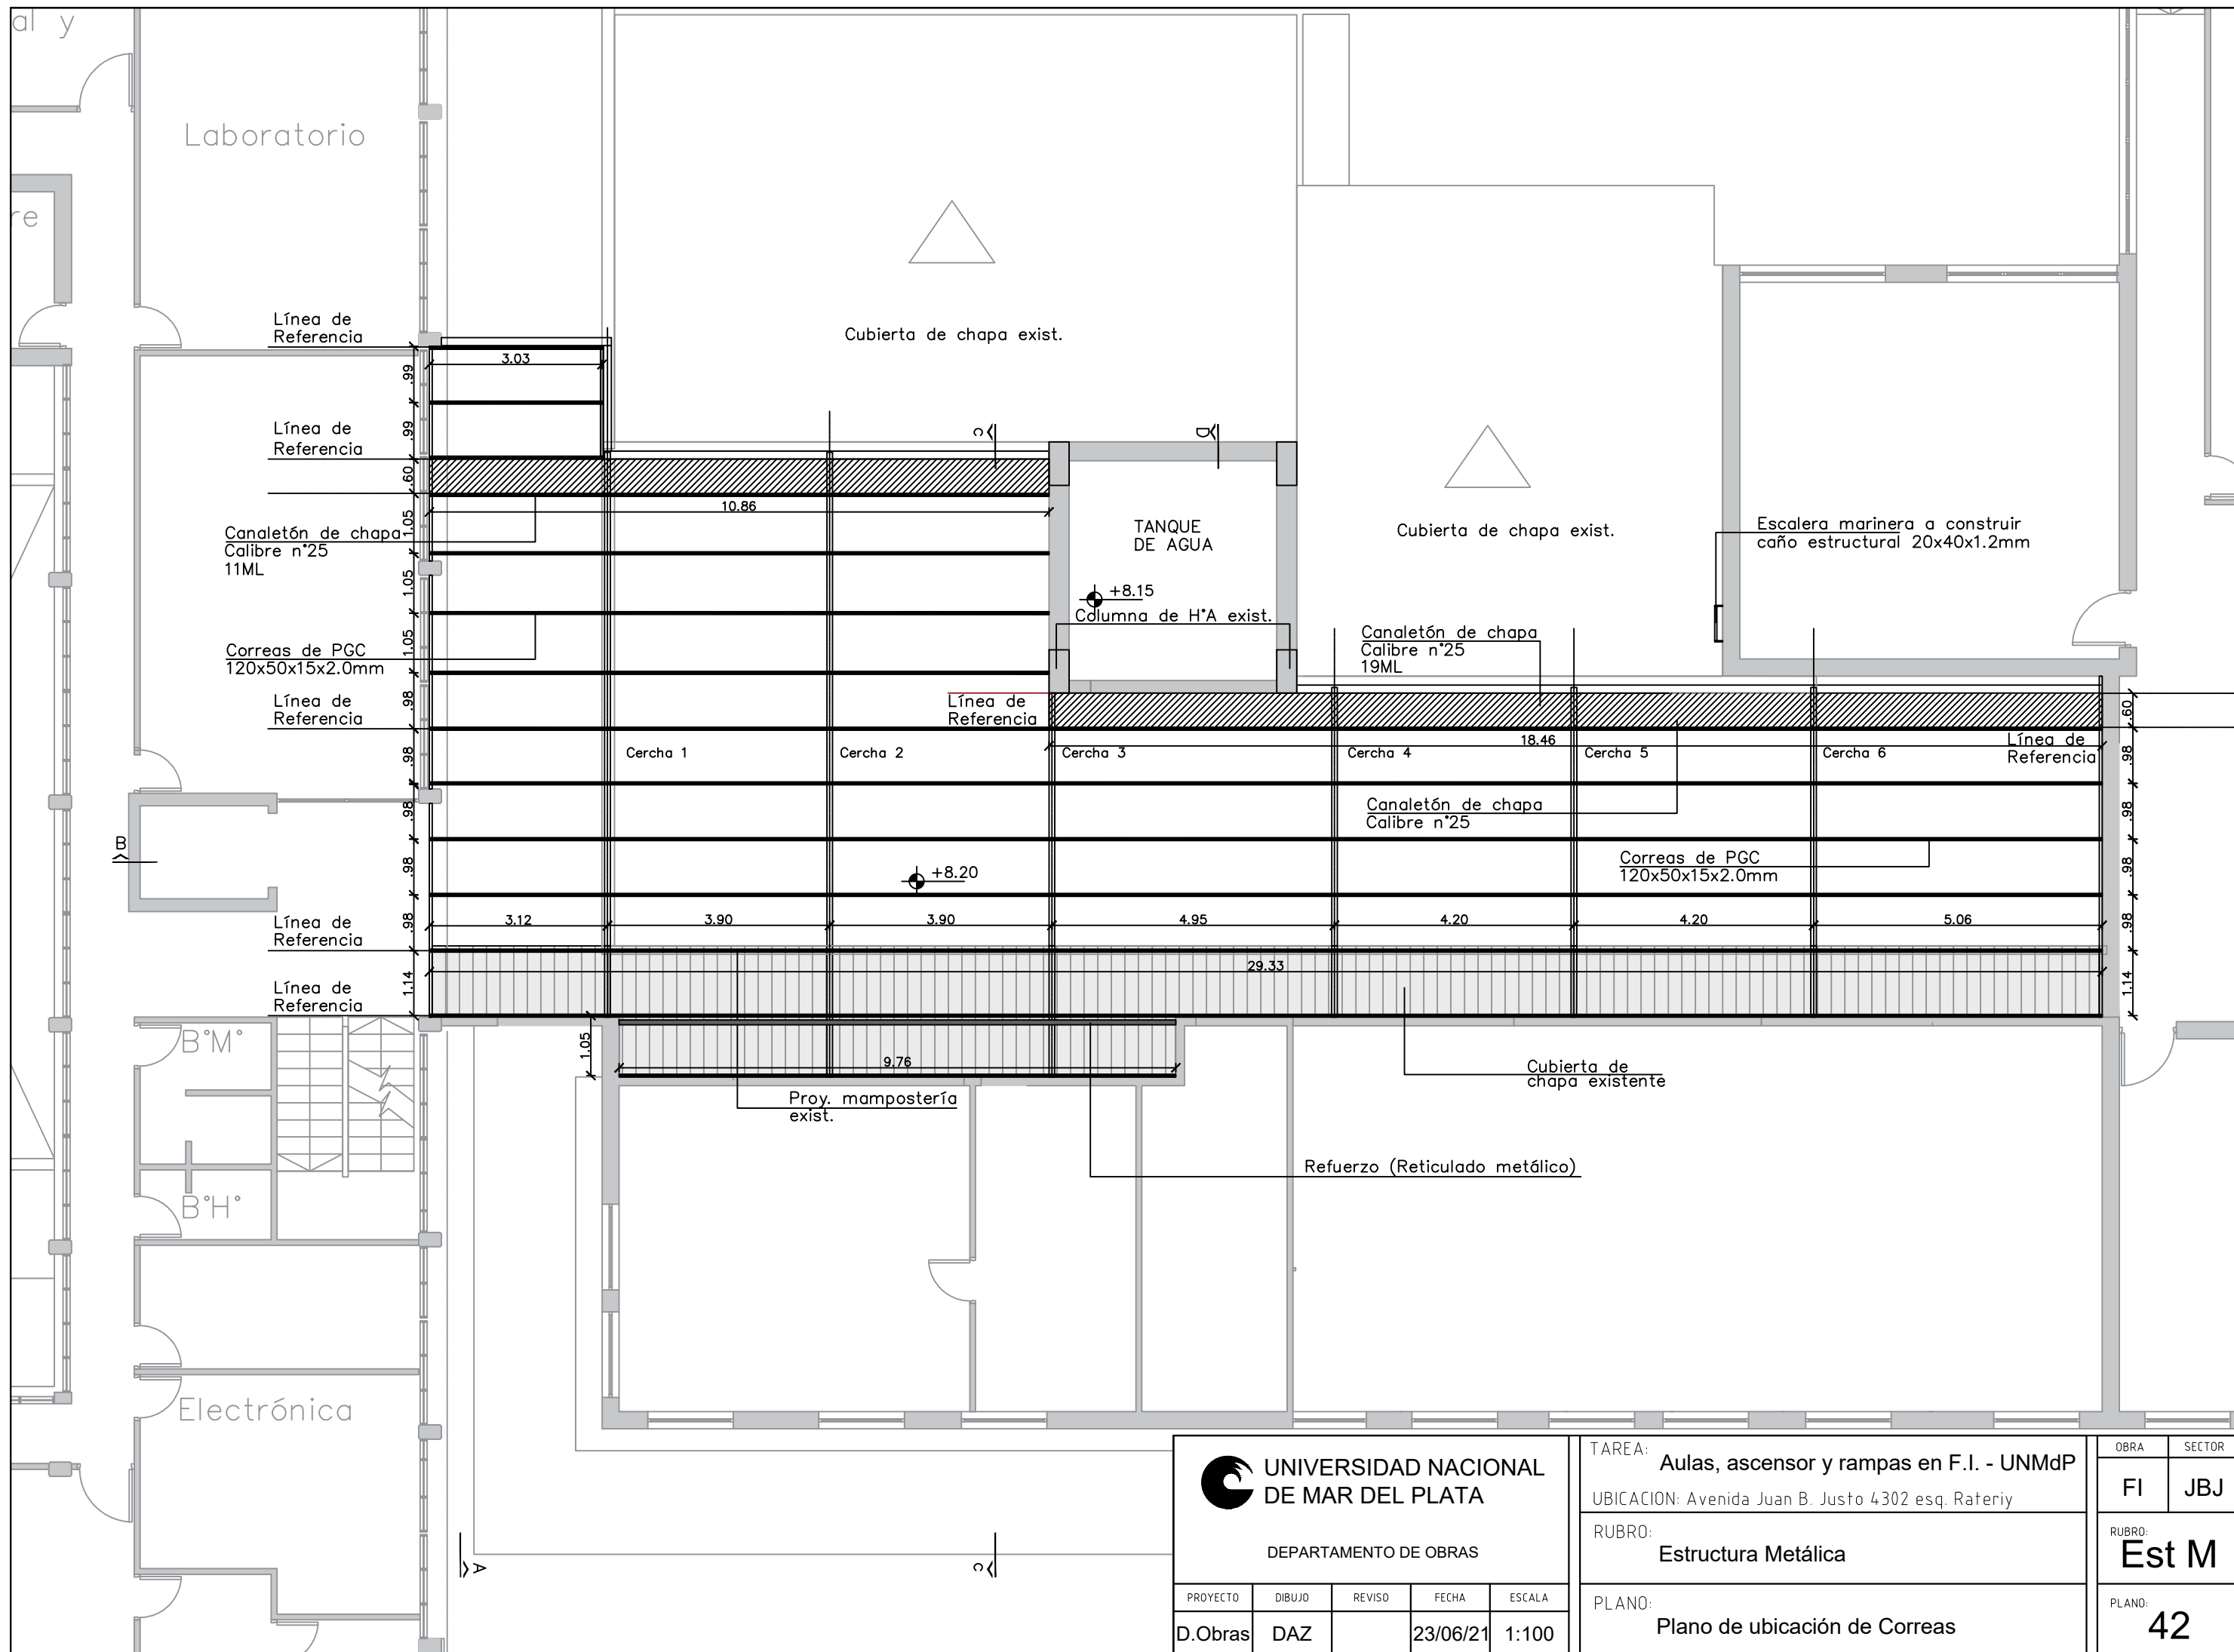 al y
Laboratorio
re
Línea de
Referencia
3.03
.99
Cubierta de chapa exist.
Línea de
Referencia
.99
C
D
.60
10.86
Canaletón de chapa
Calibre n°25
11ML
1.05
TANQUE
DE AGUA
Cubierta de chapa exist.
Escalera marinera a construir
caño estructural 20x40x1.2mm
1.05
+8.15
Columna de H°A exist.
Correas de PGC
120x50x15x2.0mm
1.05
Canaletón de chapa
Calibre n°25
19ML
Línea de
Referencia
.98
Línea de
Referencia
.60
Cercha 1
Cercha 2
Cercha 3
18.46
Cercha 4
Cercha 5
Cercha 6
Línea de
Referencia
.98
.98
Canaletón de chapa
Calibre n°25
.98
.98
B
Correas de PGC
120x50x15x2.0mm
.98
.98
+8.20
Línea de
Referencia
.98
3.12
3.90
3.90
4.95
4.20
4.20
5.06
.98
29.33
Línea de
Referencia
1.14
1.14
B°M°
1.05
9.76
Cubierta de
chapa existente
Proy. mampostería
exist.
Refuerzo (Reticulado metálico)
B°H°
Electrónica
A
C
UNIVERSIDAD NACIONAL
DE MAR DEL PLATA
DEPARTAMENTO DE OBRAS
PROYECTO DIBUJO REVISO FECHA ESCALA
D.Obras DAZ 23/06/21 1:100
TAREA: Aulas, ascensor y rampas en F.I. - UNMdP
UBICACION: Avenida Juan B. Justo 4302 esq. Rateriy
RUBRO:
Estructura Metálica
PLANO:
Plano de ubicación de Correas
OBRA SECTOR
FI JBJ
RUBRO:
Est M
PLANO:
42